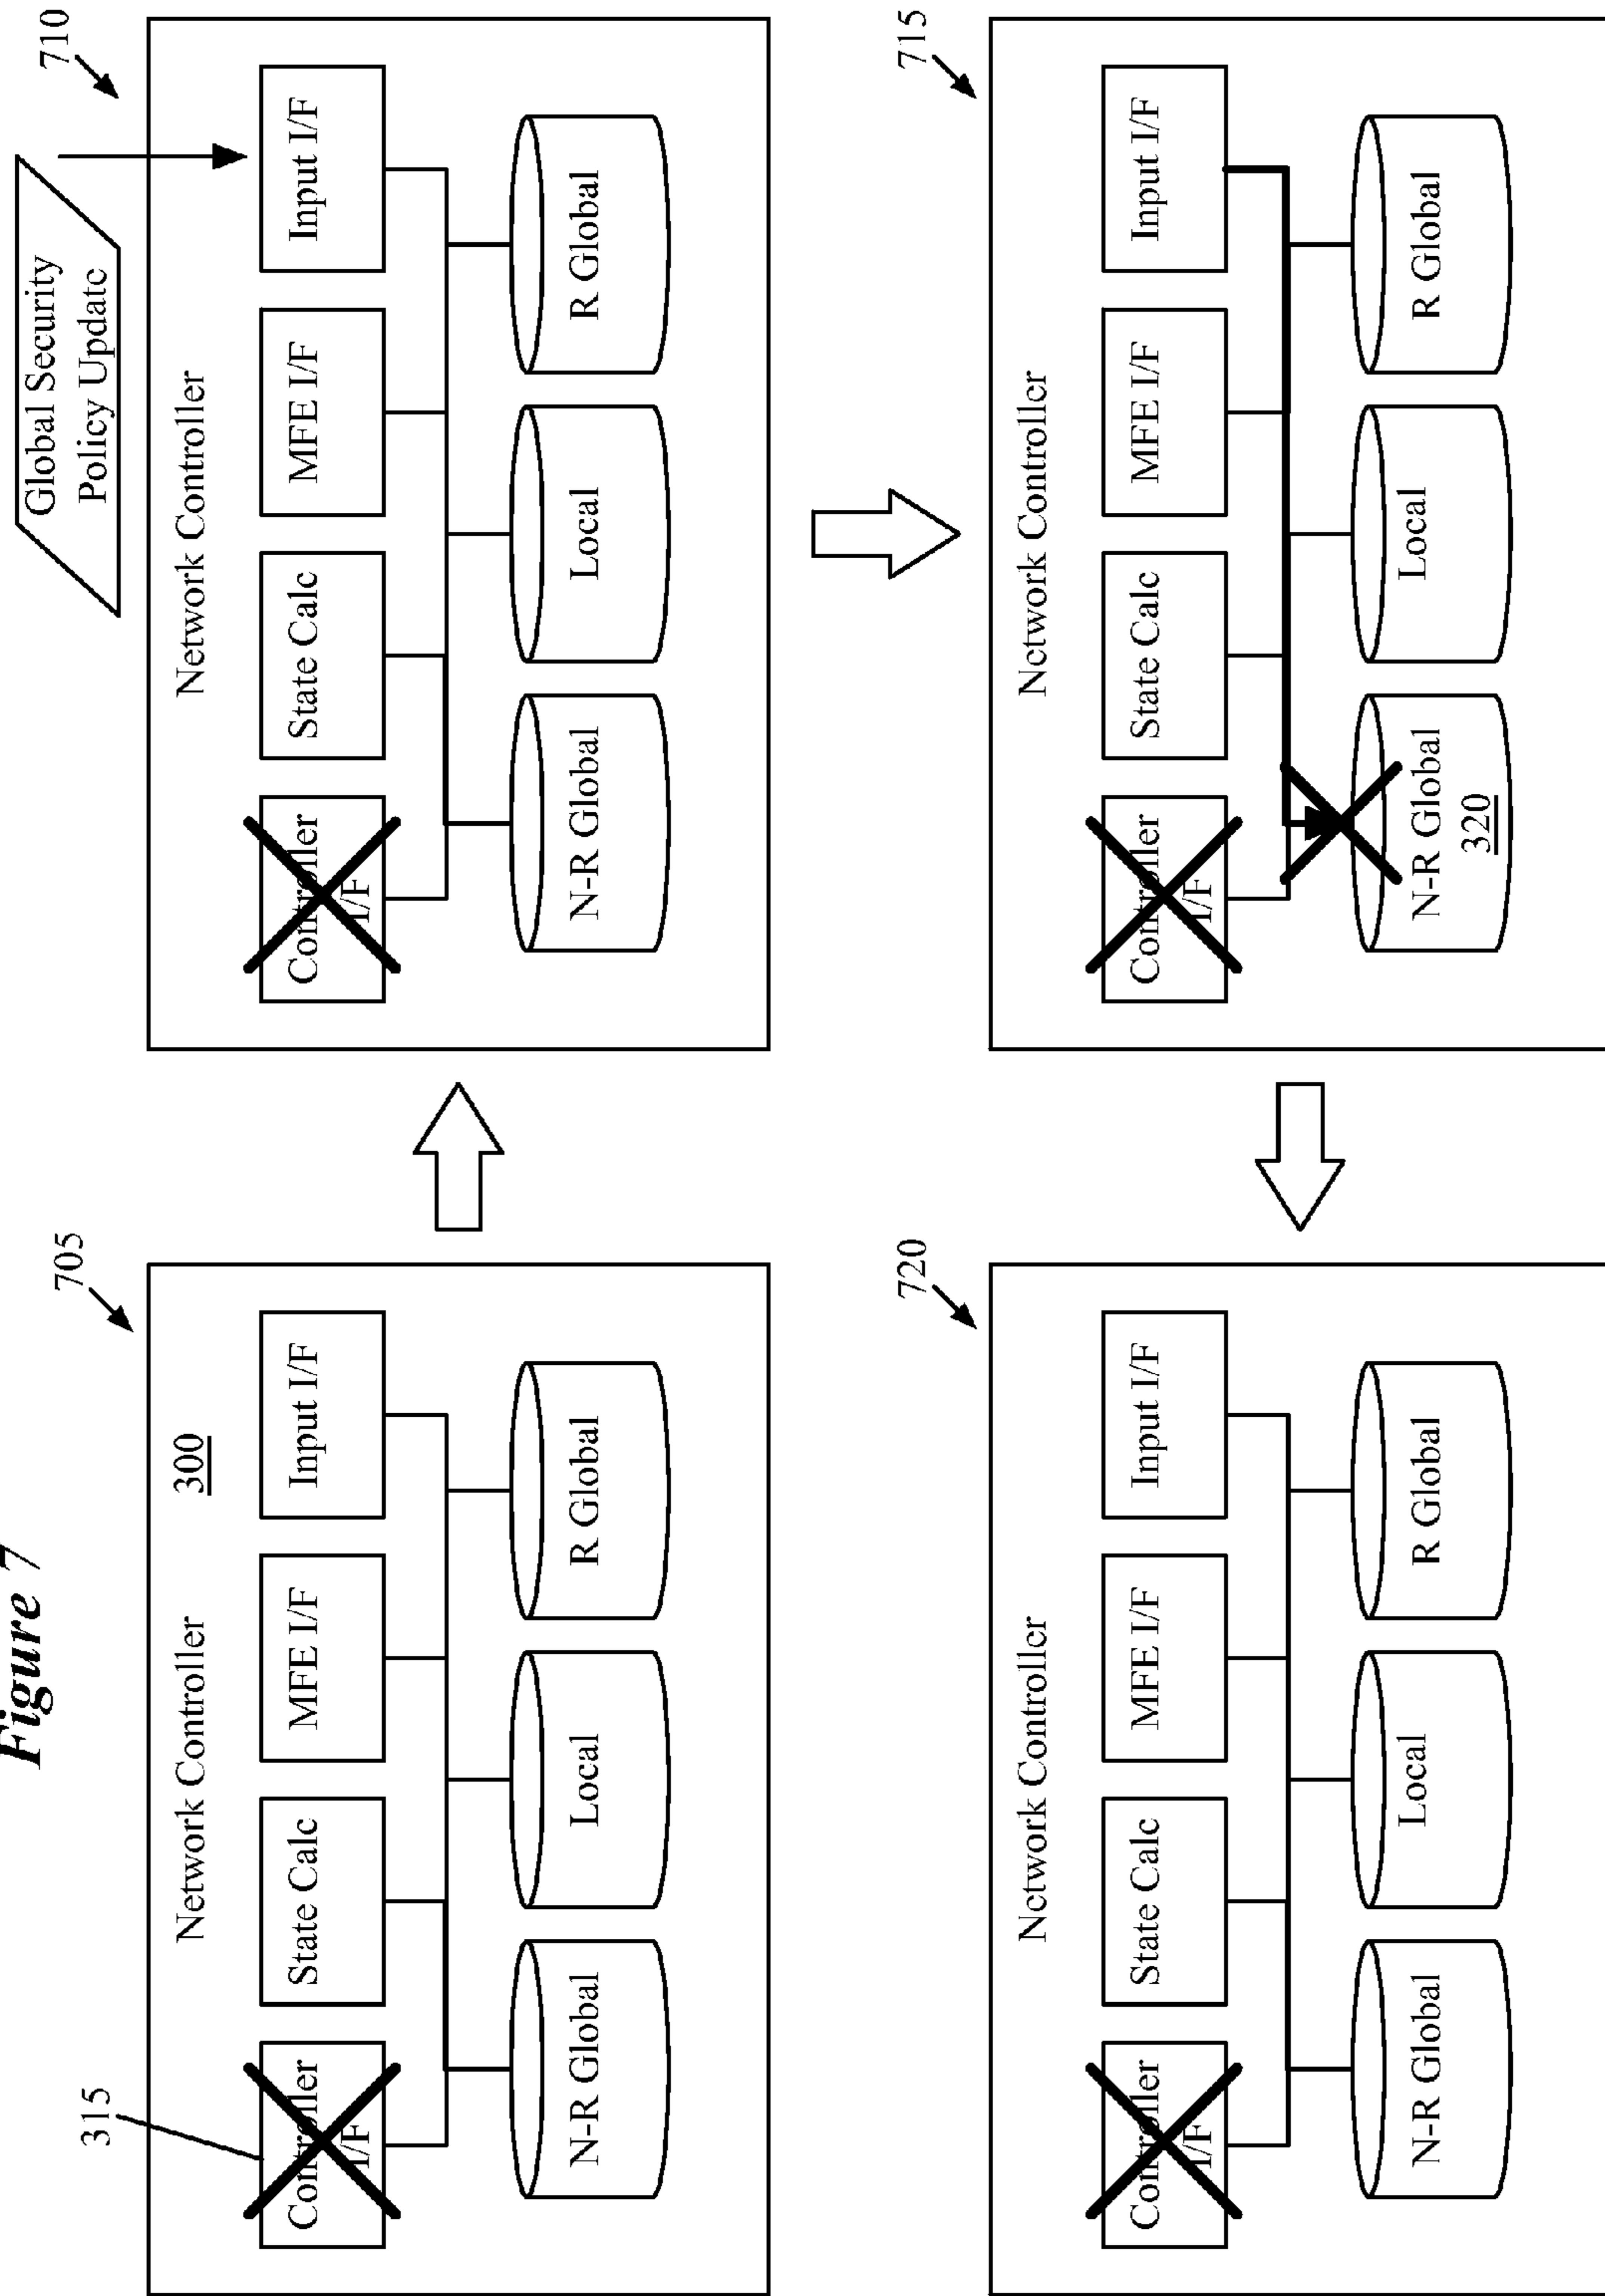 Figure 7
705
Network Controller
300
315
Controller
I/F
State Calc
MFE I/F
Input I/F
N-R Global
Local
R Global
Global Security
Policy Update
710
Network Controller
Controller
I/F
State Calc
MFE I/F
Input I/F
N-R Global
Local
R Global
720
Network Controller
Controller
I/F
State Calc
MFE I/F
Input I/F
N-R Global
Local
R Global
715
Network Controller
Controller
I/F
State Calc
MFE I/F
Input I/F
N-R Global
320
Local
R Global